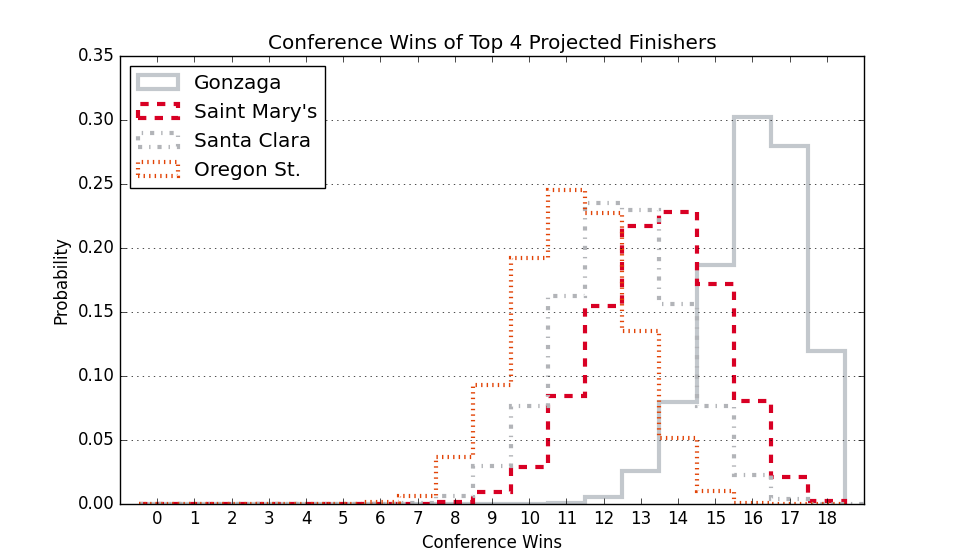 Conference Wins of Top 4 Projected Finishers
0.35
0.30
0.25
0.20
0.15
0.10
0.05
0.00
Probability
Gonzaga
Saint Mary's
Santa Clara
Oregon St.
0 1 2 3 4 5 6 7 8 9 10 11 12 13 14 15 16 17 18
Conference Wins